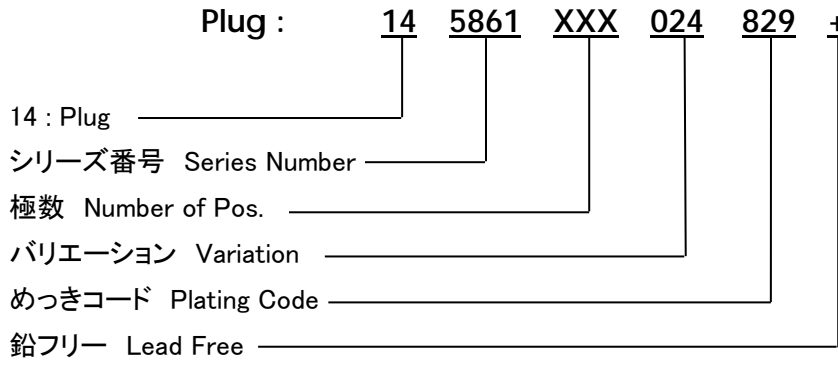 Plug : 14 5861 XXX 024 829 +
14 : Plug
シリーズ番号 Series Number
極数 Number of Pos.
バリエーション Variation
めっきコード Plating Code
鉛フリー Lead Free